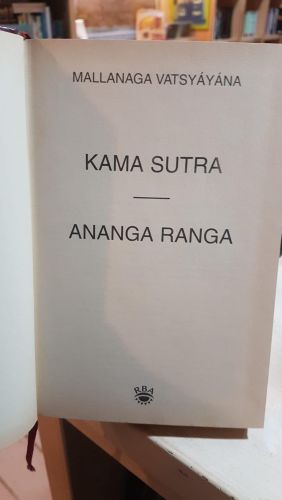 MALLANAGA VATSYÁYÁNA
KAMA SUTRA
ANANGA RANGA
RBA